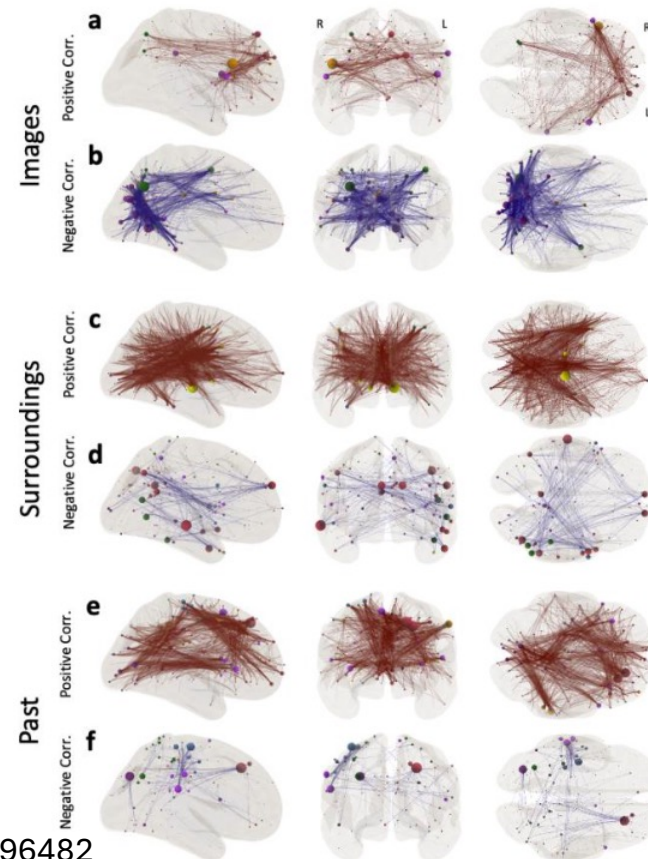 a
R L
R
Positive Corr.
Images
b
Negative Corr.
c
Positive Corr.
Surroundings
d
Negative Corr.
e
Positive Corr.
Past
f
Negative Corr.
96482